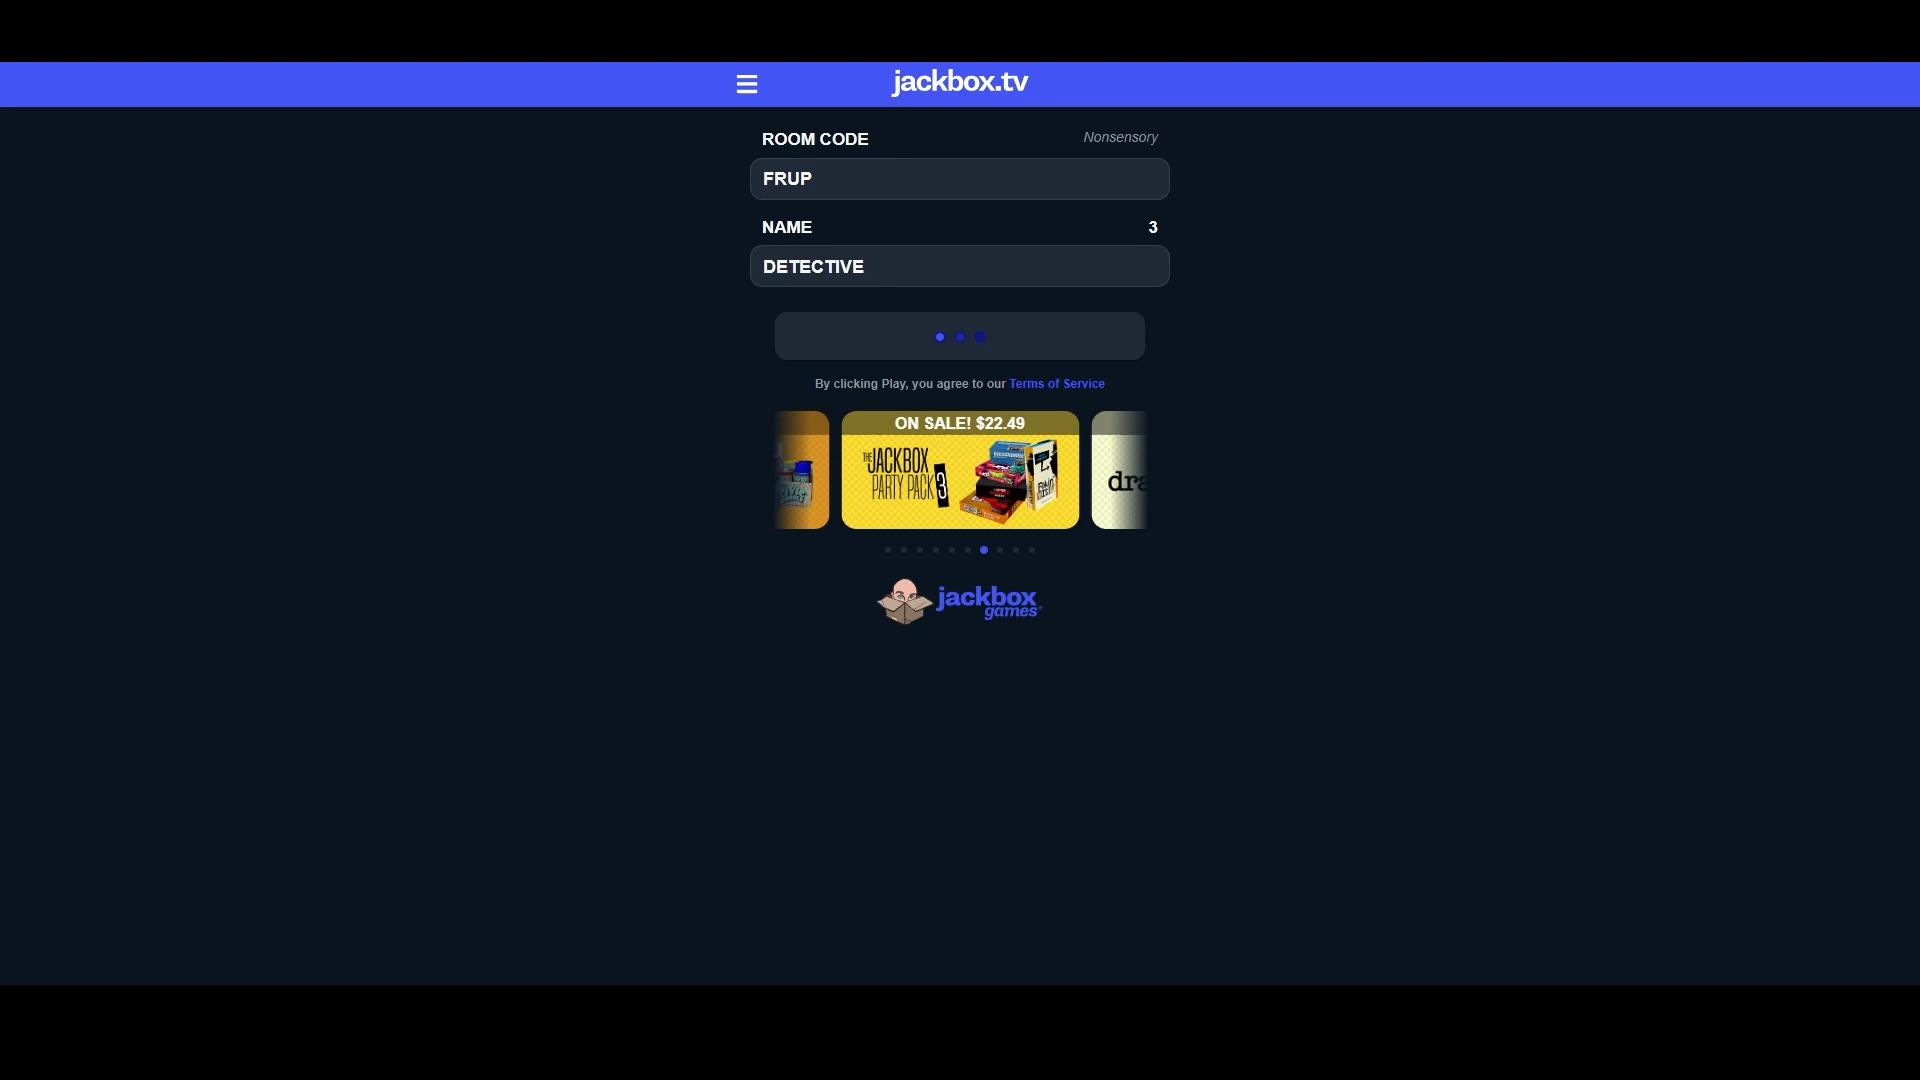 jackbox.tv
ROOM CODE
Nonsensory
FRUP
NAME
3
DETECTIVE
By clicking Play, you agree to our Terms of Service
ON SALE! $22.49
THE JACKBOX
PARTY PACK 3
dra
jackbox
games